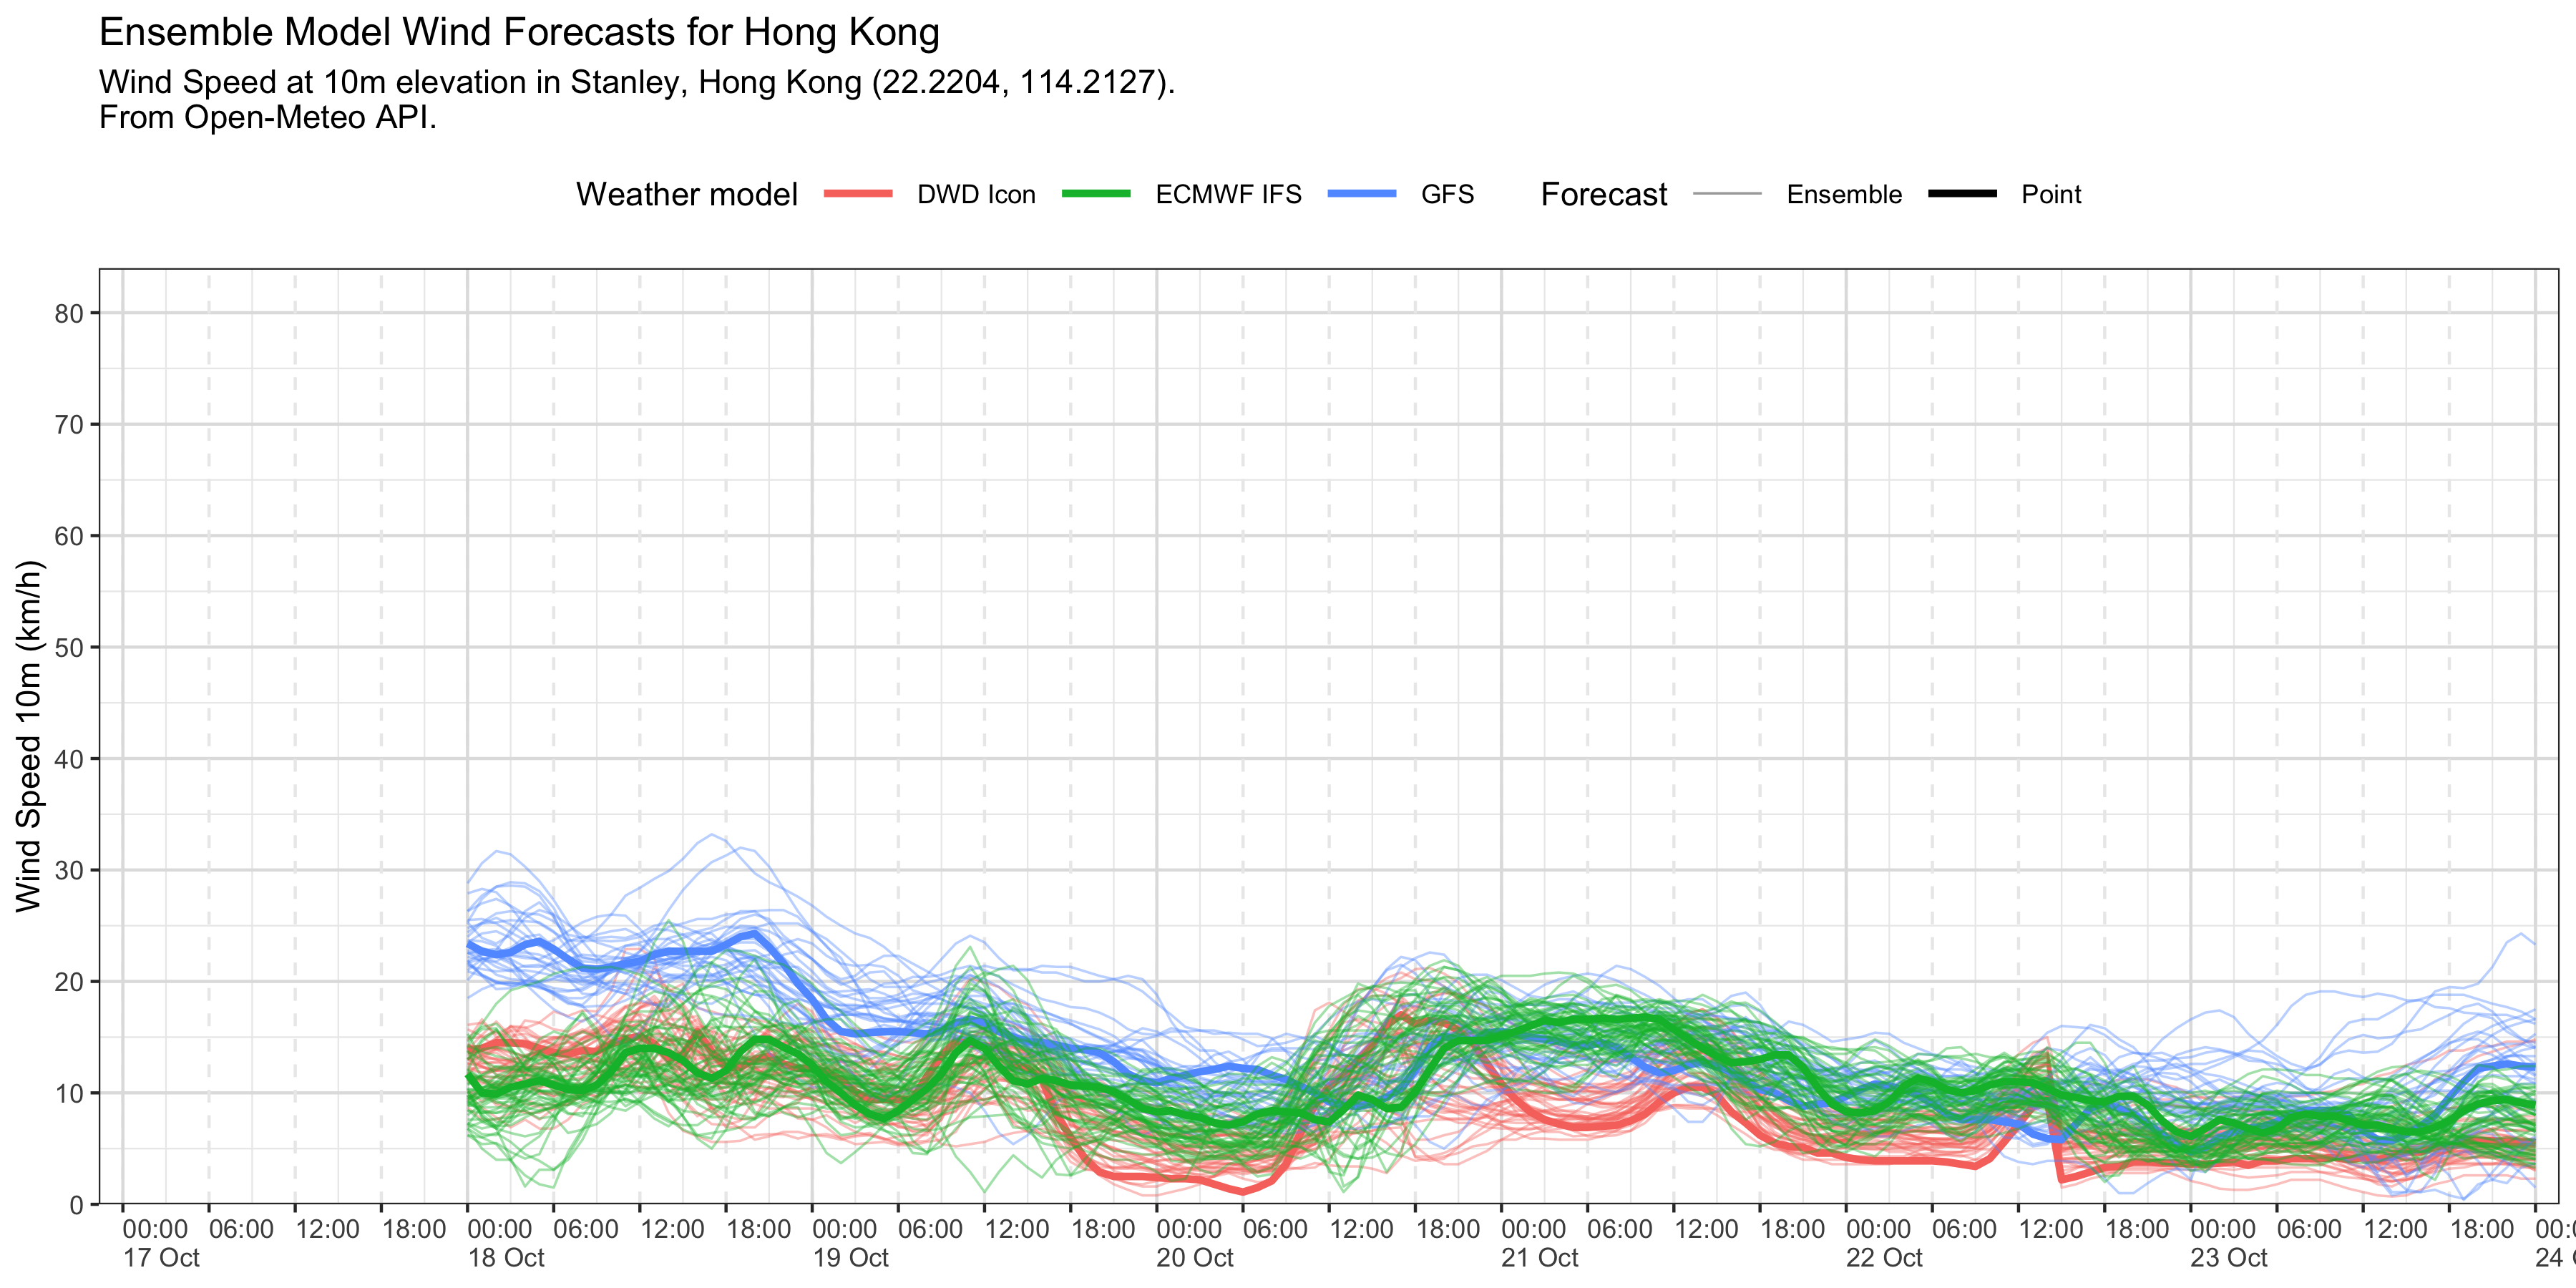 Ensemble Model Wind Forecasts for Hong Kong
Wind Speed at 10m elevation in Stanley, Hong Kong (22.2204, 114.2127).
From Open-Meteo API.
Weather model DWD Icon ECMWF IFS GFS Forecast Ensemble Point
Wind Speed 10m (km/h)
80
70
60
50
40
30
20
10
0
00:00 06:00 12:00 18:00 00:00 06:00 12:00 18:00 00:00 06:00 12:00 18:00 00:00 06:00 12:00 18:00 00:00 06:00 12:00 18:00 00:00 06:00 12:00 18:00 00:00 06:00 12:00 18:00
17 Oct 18 Oct 19 Oct 20 Oct 21 Oct 22 Oct 23 Oct 24